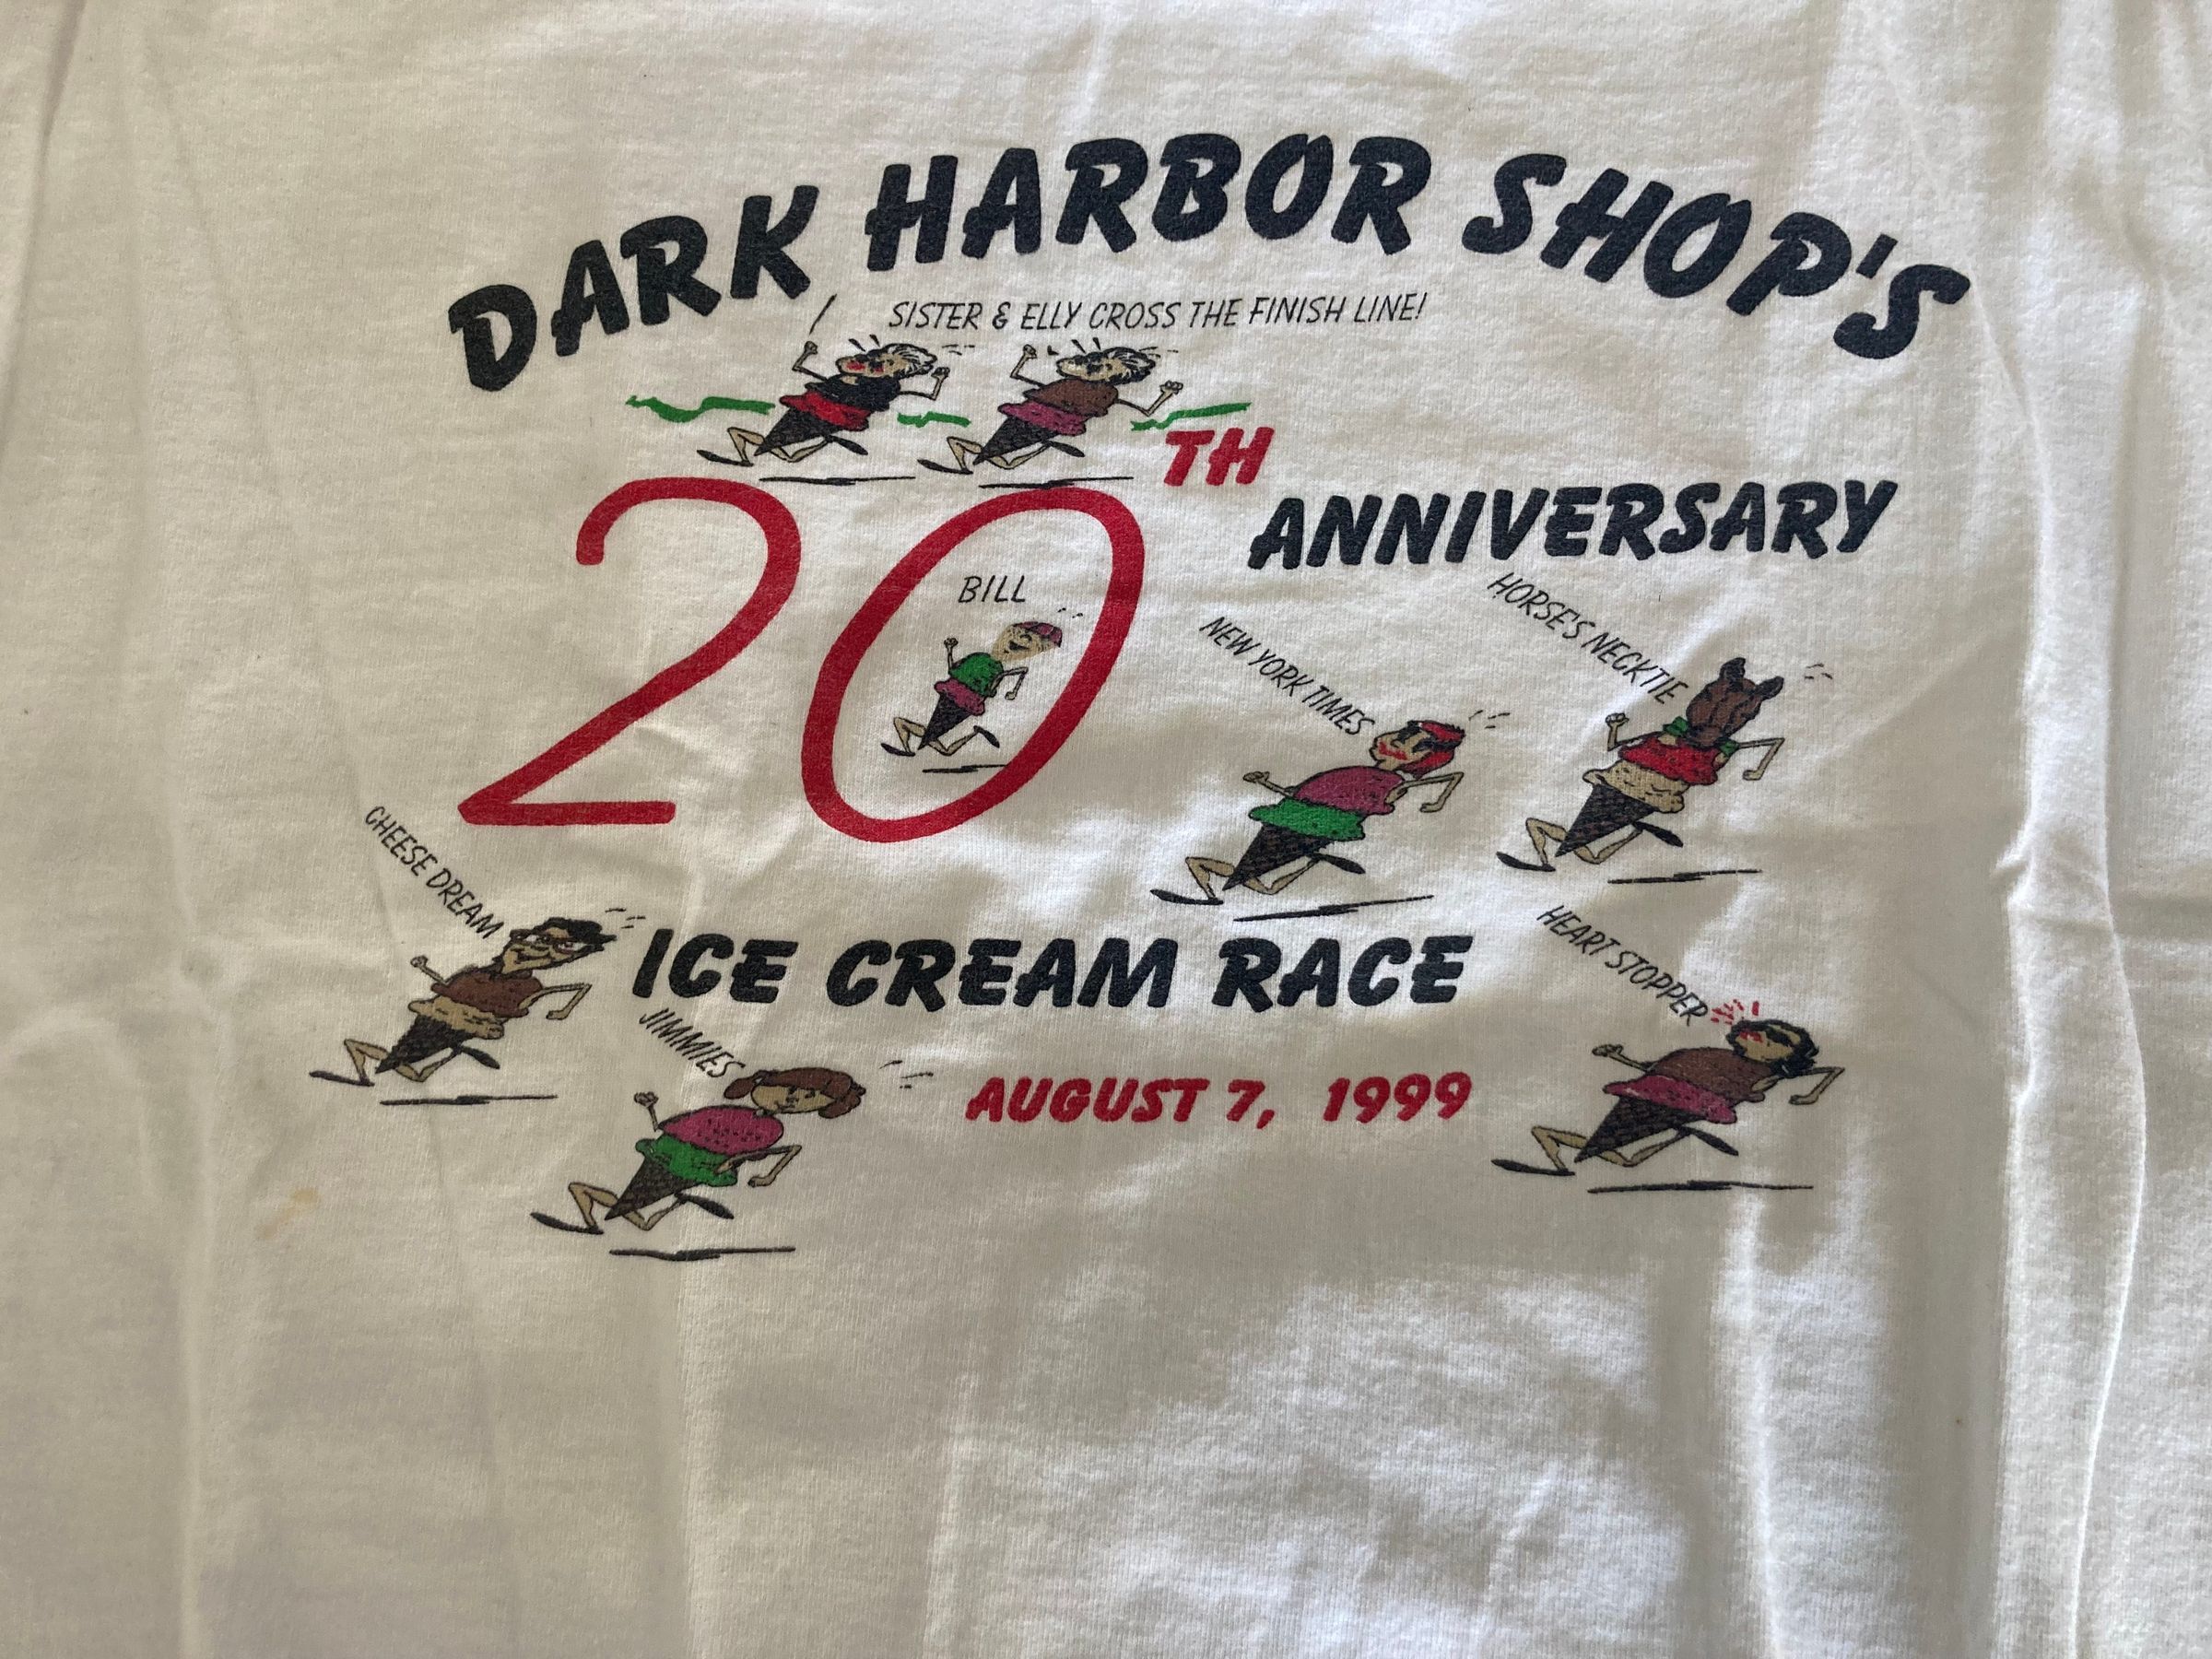 DARK HARBOR SHOP'S
SISTER & ELLY CROSS THE FINISH LINE!
20TH
ANNIVERSARY
BILL
NEW YORK TIMES
HORSE'S NECKTIE
CHEESE DREAM
ICE CREAM RACE
HEART STOPPER
JIMMIES
AUGUST 7, 1999